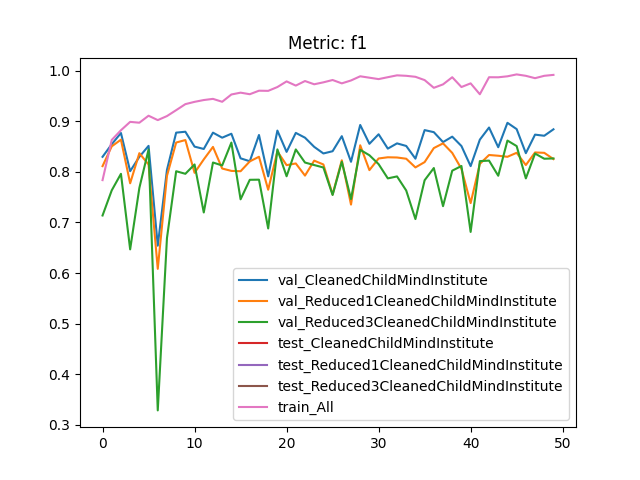 Metric: f1
1.0
0.9
0.8
0.7
0.6
0.5
0.4
0.3
val_CleanedChildMindInstitute
val_Reduced1CleanedChildMindInstitute
val_Reduced3CleanedChildMindInstitute
test_CleanedChildMindInstitute
test_Reduced1CleanedChildMindInstitute
test_Reduced3CleanedChildMindInstitute
train_All
0 10 20 30 40 50